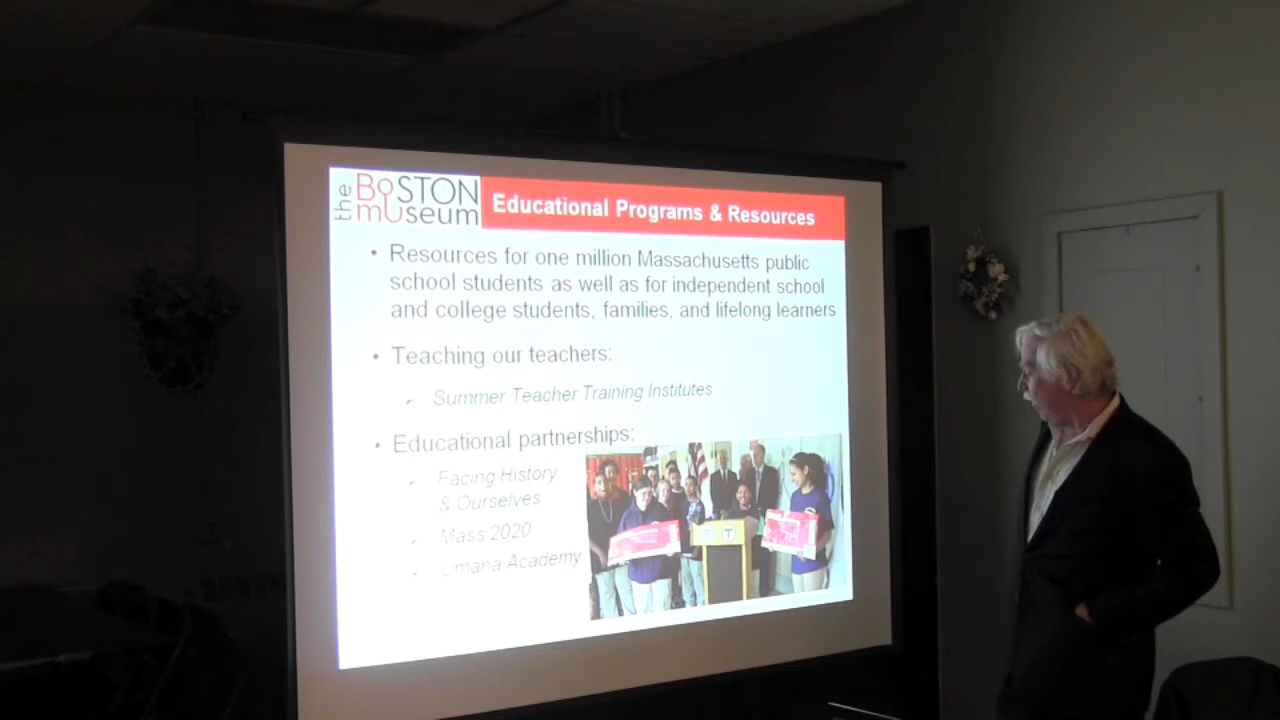 the BoSTON museum
Educational Programs & Resources
• Resources for one million Massachusetts public
school students as well as for independent school
and college students, families, and lifelong learners
• Teaching our teachers:
Summer Teacher Training Institutes
• Educational partnerships:
Facing History
& Ourselves
Mass 2020
Umana Academy
T